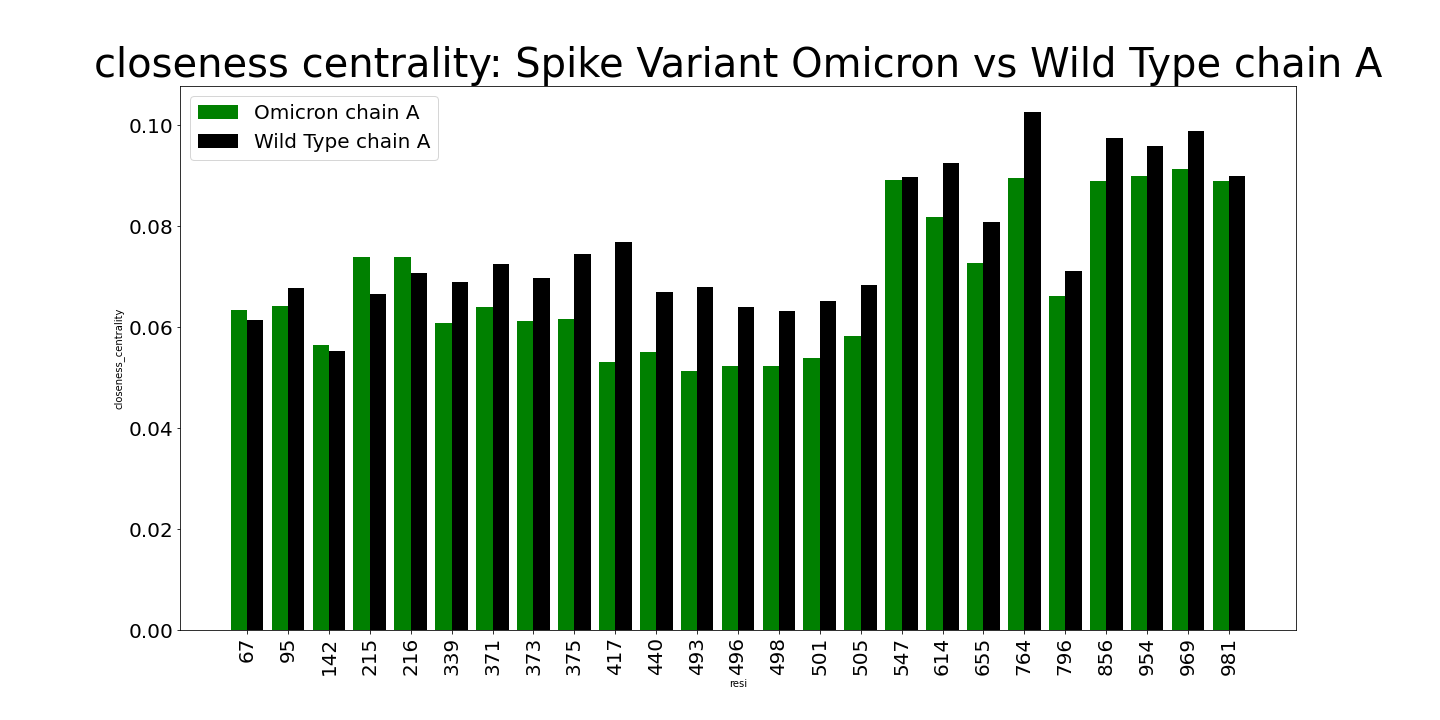 closeness centrality: Spike Variant Omicron vs Wild Type chain A
Omicron chain A
Wild Type chain A
0.10
0.08
0.06
0.04
0.02
0.00
closeness_centrality
67 95 142 215 216 339 371 373 375 417 440 493 496 498 501 505 547 614 655 764 796 856 954 969 981
resi